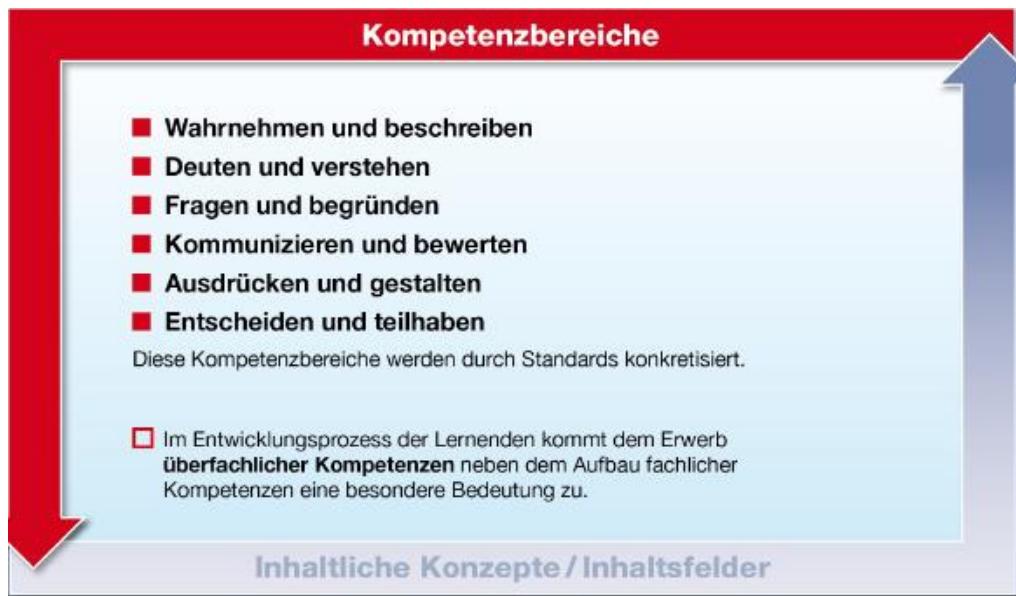 Kompetenzbereiche
Wahrnehmen und beschreiben
Deuten und verstehen
Fragen und begründen
Kommunizieren und bewerten
Ausdrücken und gestalten
Entscheiden und teilhaben
Diese Kompetenzbereiche werden durch Standards konkretisiert.
Im Entwicklungsprozess der Lernenden kommt dem Erwerb
überfachlicher Kompetenzen neben dem Aufbau fachlicher
Kompetenzen eine besondere Bedeutung zu.
Inhaltliche Konzepte / Inhaltsfelder